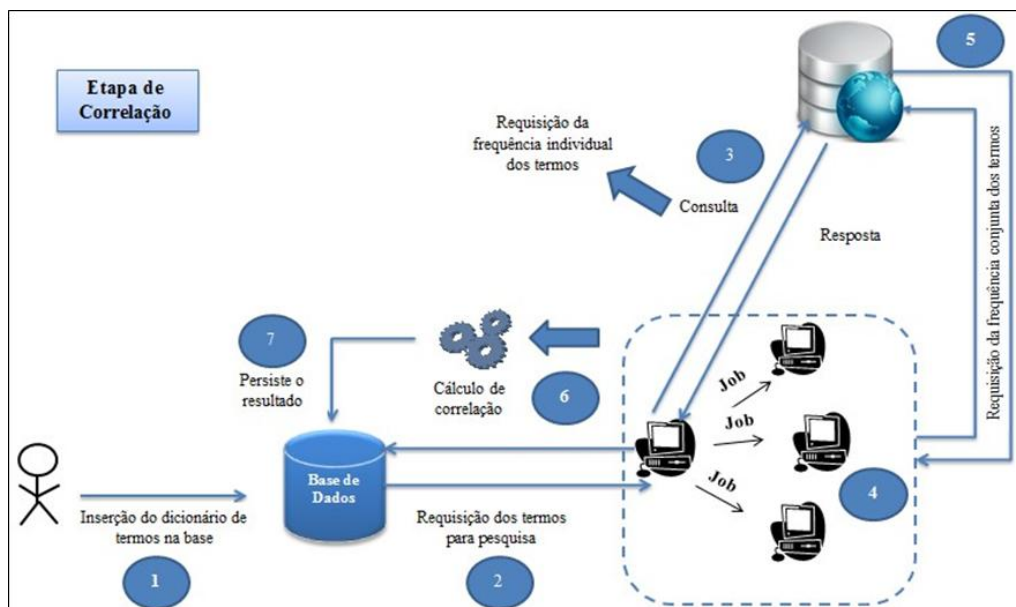 Etapa de
Correlação
5
Requisição da
frequência individual
dos termos
3
Consulta
Resposta
Requisição da frequência conjunta dos termos
7
Persiste o
resultado
Cálculo de
correlação
6
Job
Job
Job
4
Base de
Dados
Inserção do dicionário de
termos na base
1
Requisição dos termos
para pesquisa
2